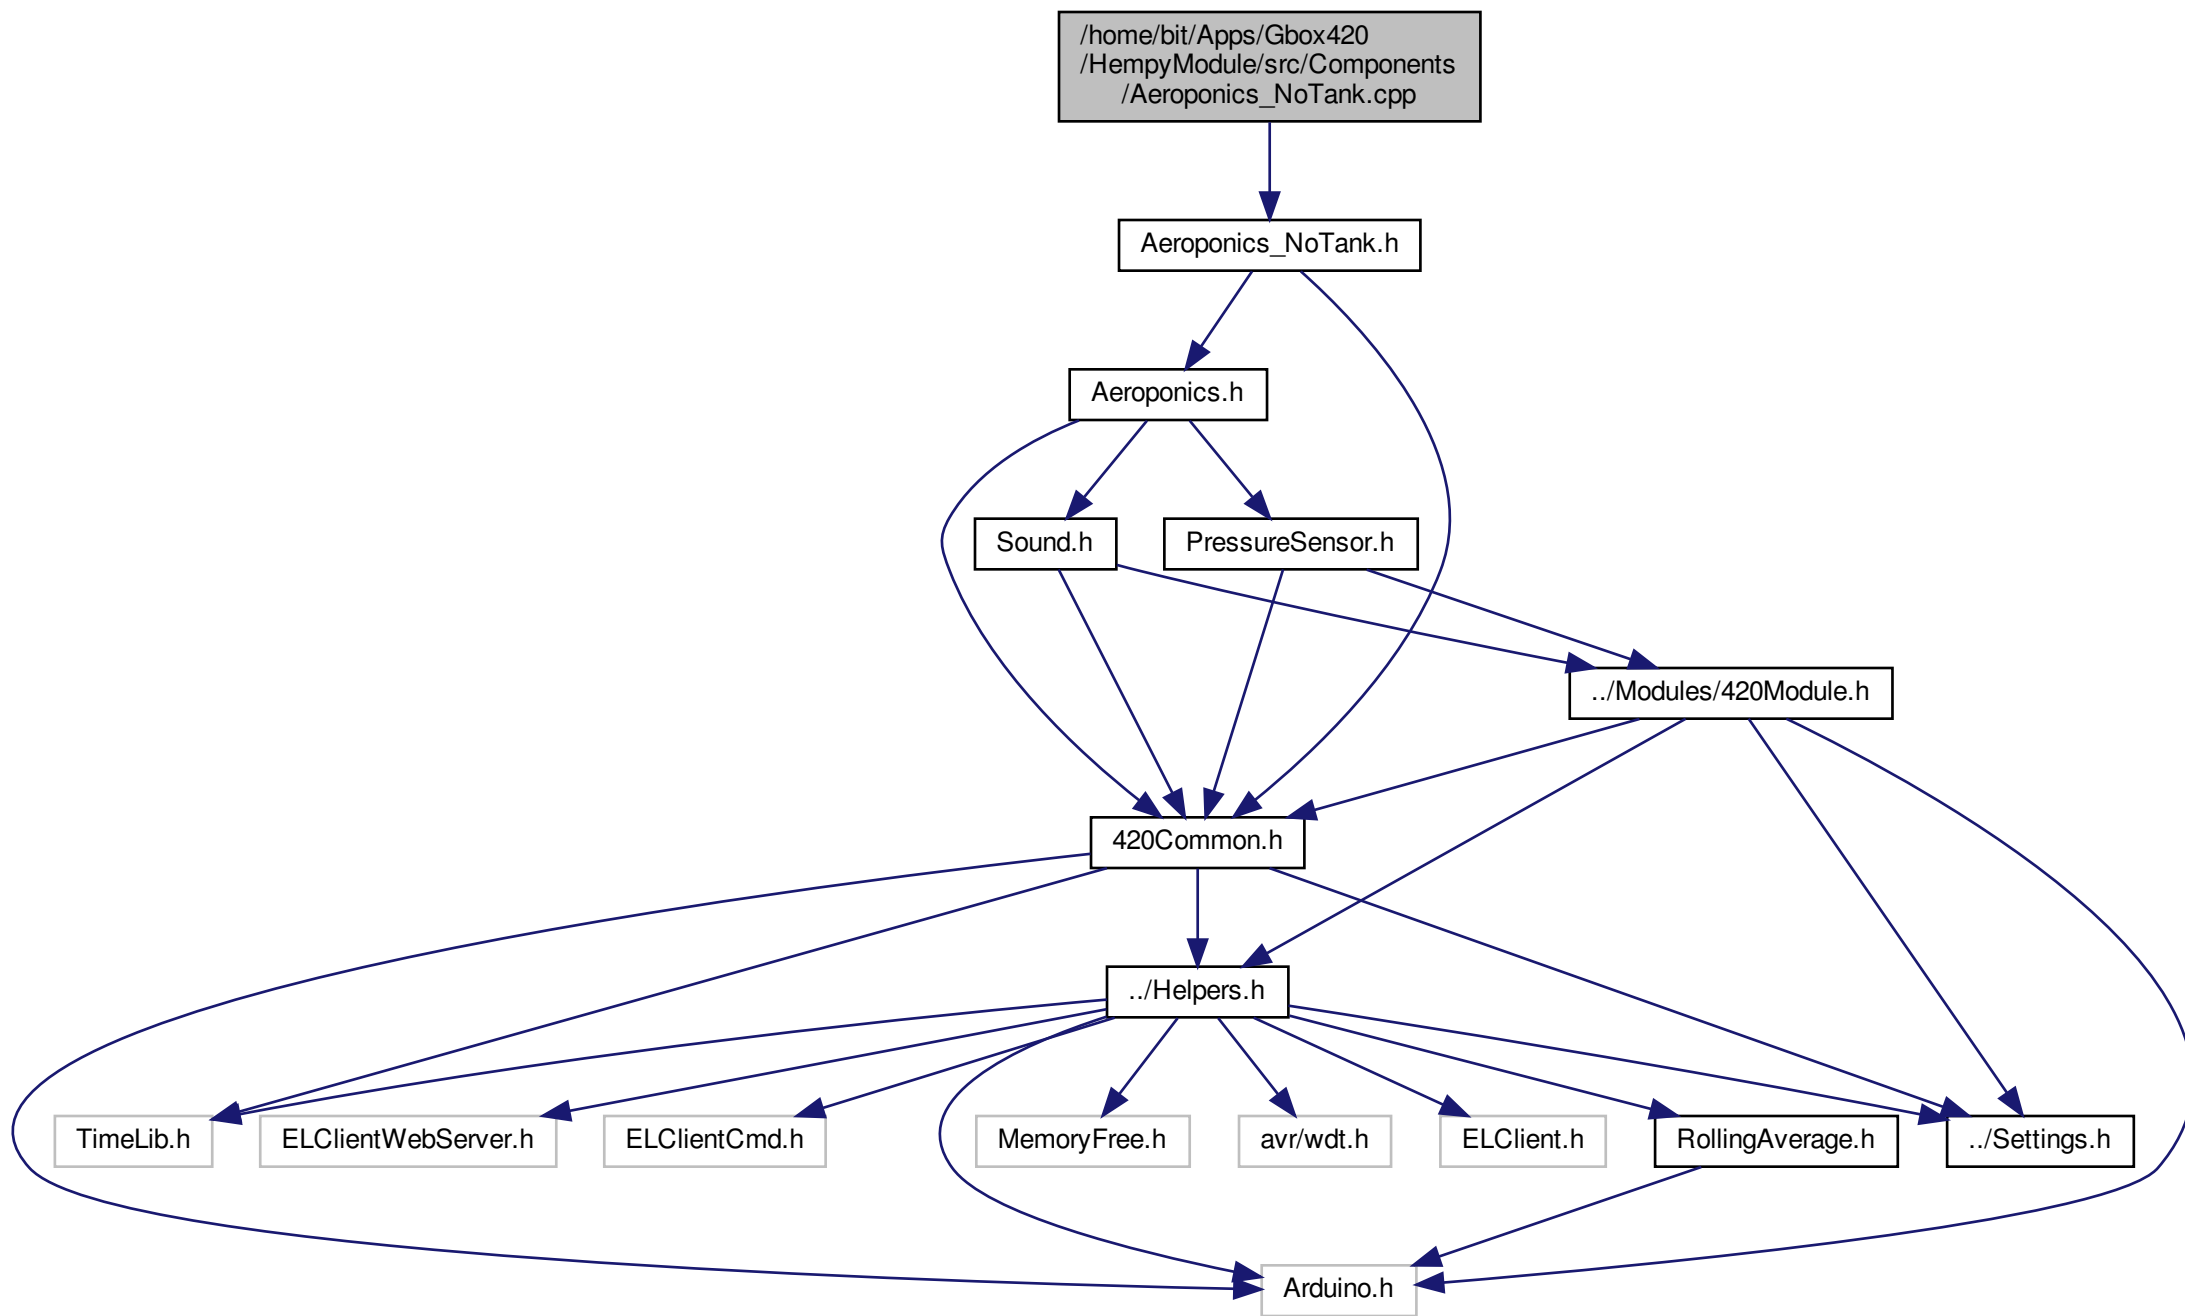 /home/bit/Apps/Gbox420
/HempyModule/src/Components
/Aeroponics_NoTank.cpp
Aeroponics_NoTank.h
Aeroponics.h
Sound.h
PressureSensor.h
../Modules/420Module.h
420Common.h
../Helpers.h
TimeLib.h
ELClientWebServer.h
ELClientCmd.h
MemoryFree.h
avr/wdt.h
ELClient.h
RollingAverage.h
../Settings.h
Arduino.h